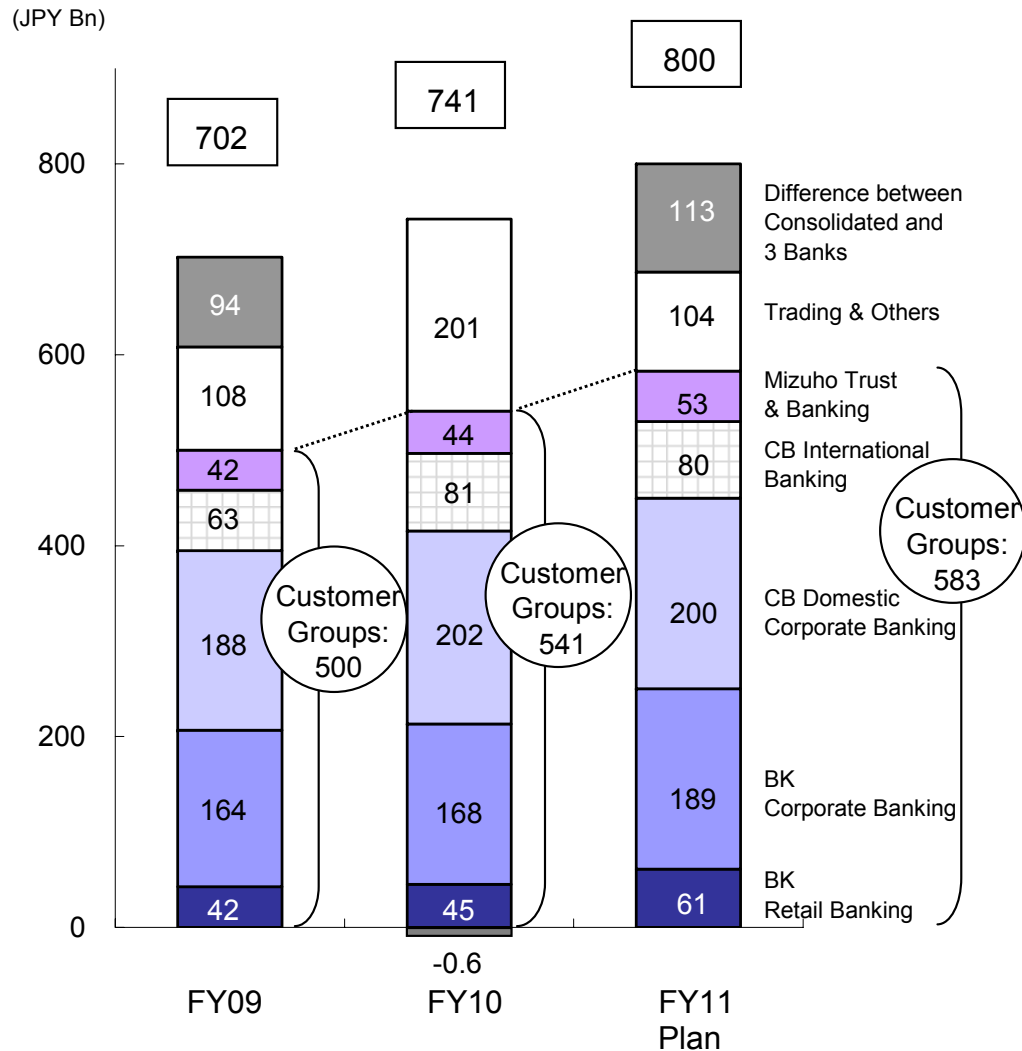 (JPY Bn)
702
741
800
800
600
400
200
0
94
108
42
63
188
164
42
Customer
Groups:
500
201
44
81
202
168
45
-0.6
Customer
Groups:
541
113
104
53
80
200
189
61
Difference between
Consolidated and
3 Banks
Trading & Others
Mizuho Trust
& Banking
CB International
Banking
CB Domestic
Corporate Banking
BK
Corporate Banking
BK
Retail Banking
Customer
Groups:
583
FY09
FY10
FY11
Plan